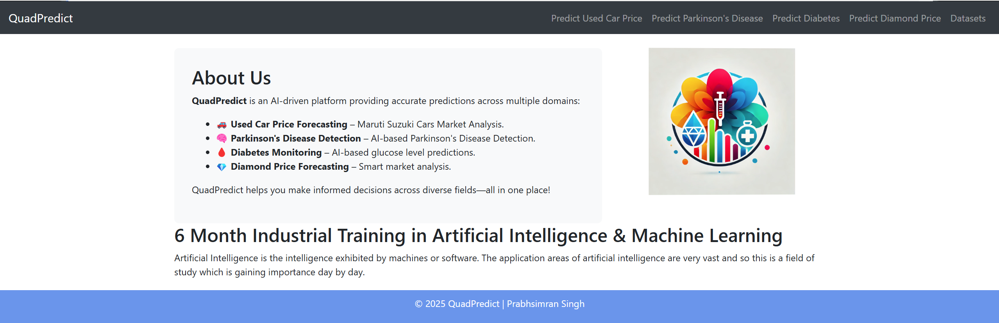 QuadPredict
Predict Used Car Price Predict Parkinson's Disease Predict Diabetes Predict Diamond Price Datasets
About Us
QuadPredict is an AI-driven platform providing accurate predictions across multiple domains:
• 🚗 Used Car Price Forecasting – Maruti Suzuki Cars Market Analysis.
• 🧠 Parkinson's Disease Detection – AI-based Parkinson's Disease Detection.
• 🩸 Diabetes Monitoring – AI-based glucose level predictions.
• 💎 Diamond Price Forecasting – Smart market analysis.
QuadPredict helps you make informed decisions across diverse fields—all in one place!
6 Month Industrial Training in Artificial Intelligence & Machine Learning
Artificial Intelligence is the intelligence exhibited by machines or software. The application areas of artificial intelligence are very vast and so this is a field of
study which is gaining importance day by day.
© 2025 QuadPredict | Prabhsimran Singh